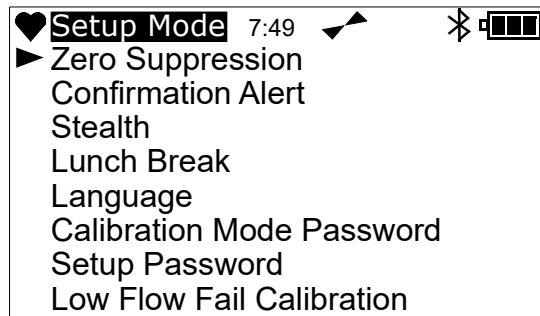 Setup Mode 7:49
Zero Suppression
Confirmation Alert
Stealth
Lunch Break
Language
Calibration Mode Password
Setup Password
Low Flow Fail Calibration